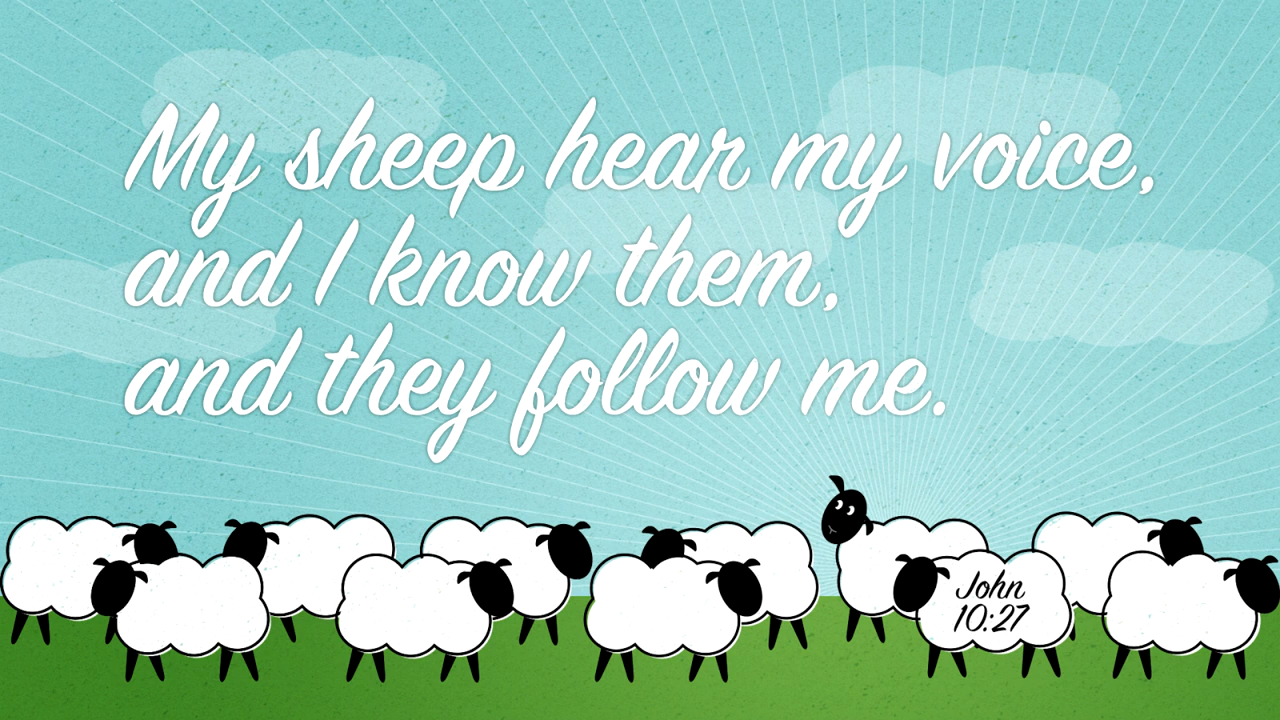 My sheep hear my voice,
and I know them,
and they follow me.
John
10:27